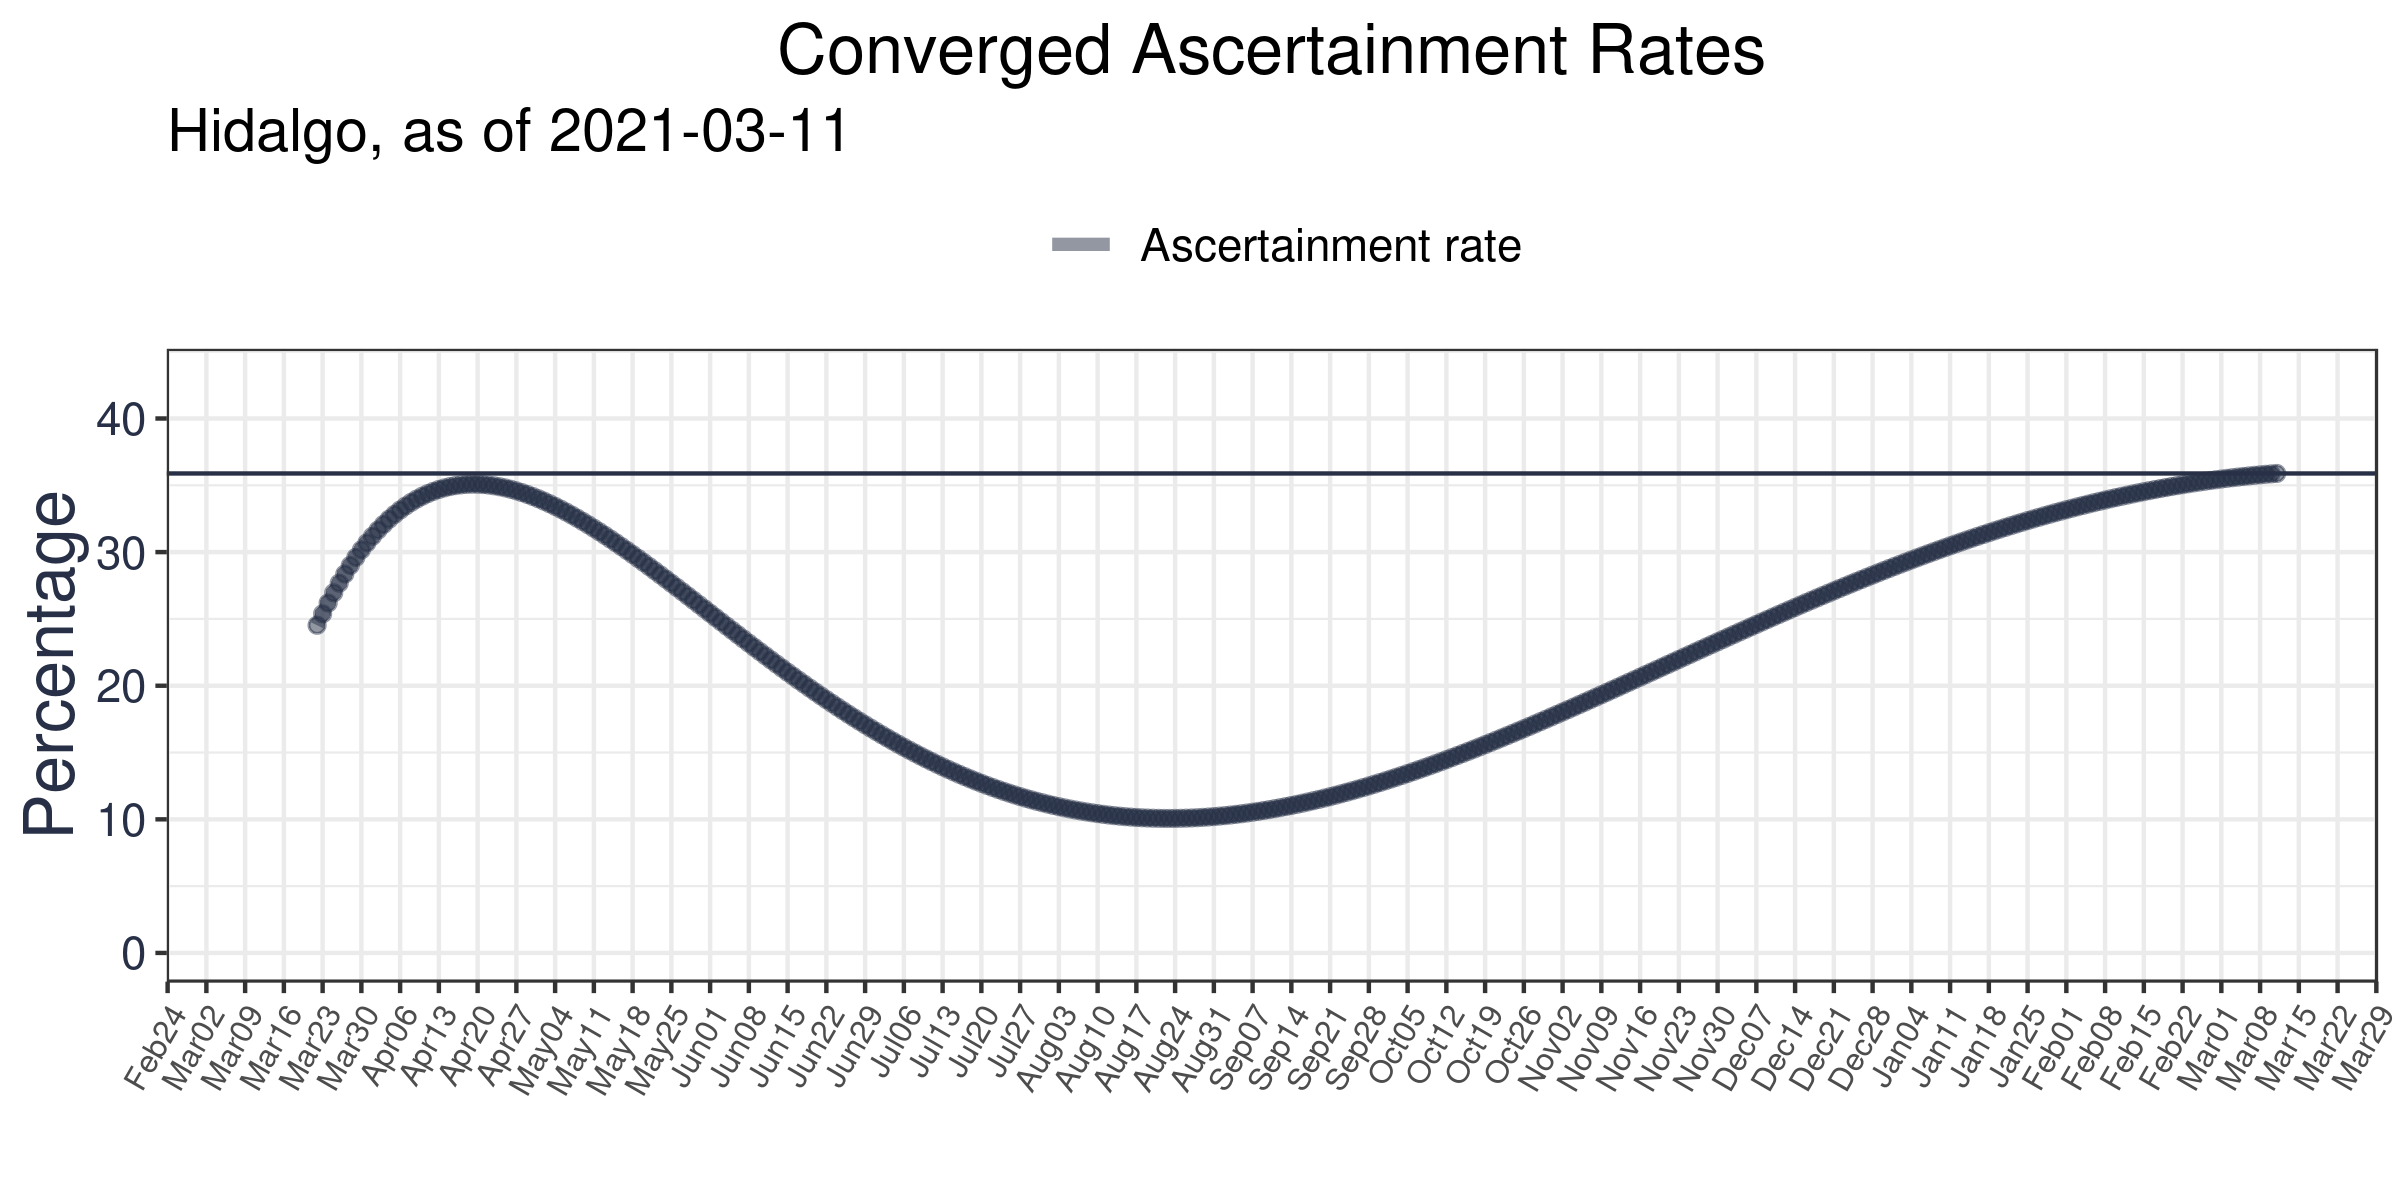 Converged Ascertainment Rates
Hidalgo, as of 2021-03-11
Ascertainment rate
Percentage
40
30
20
10
0
Feb24
Mar02
Mar09
Mar16
Mar23
Mar30
Apr06
Apr13
Apr20
Apr27
May04
May11
May18
May25
Jun01
Jun08
Jun15
Jun22
Jun29
Jul06
Jul13
Jul20
Jul27
Aug03
Aug10
Aug17
Aug24
Aug31
Sep07
Sep14
Sep21
Sep28
Oct05
Oct12
Oct19
Oct26
Nov02
Nov09
Nov16
Nov23
Nov30
Dec07
Dec14
Dec21
Dec28
Jan04
Jan11
Jan18
Jan25
Feb01
Feb08
Feb15
Feb22
Mar01
Mar08
Mar15
Mar22
Mar29